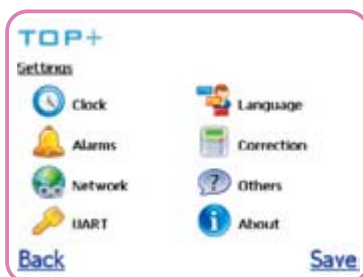 TOP+
Settings
Clock Language
Alarms Correction
Network Others
UART About
Back Save